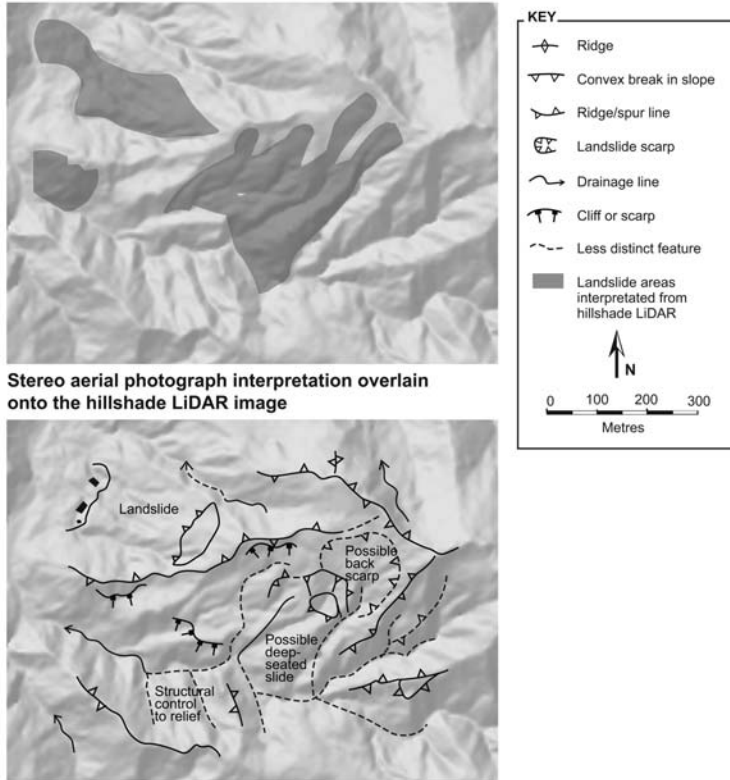 KEY
Ridge
Convex break in slope
Ridge/spur line
Landslide scarp
Drainage line
Cliff or scarp
Less distinct feature
Landslide areas
interpretated from
hillshade LiDAR
N
0 100 200 300
Metres
Stereo aerial photograph interpretation overlain
onto the hillshade LiDAR image
Landslide
Possible
back
scarp
Possible
deep-
seated
slide
Structural
control
to relief